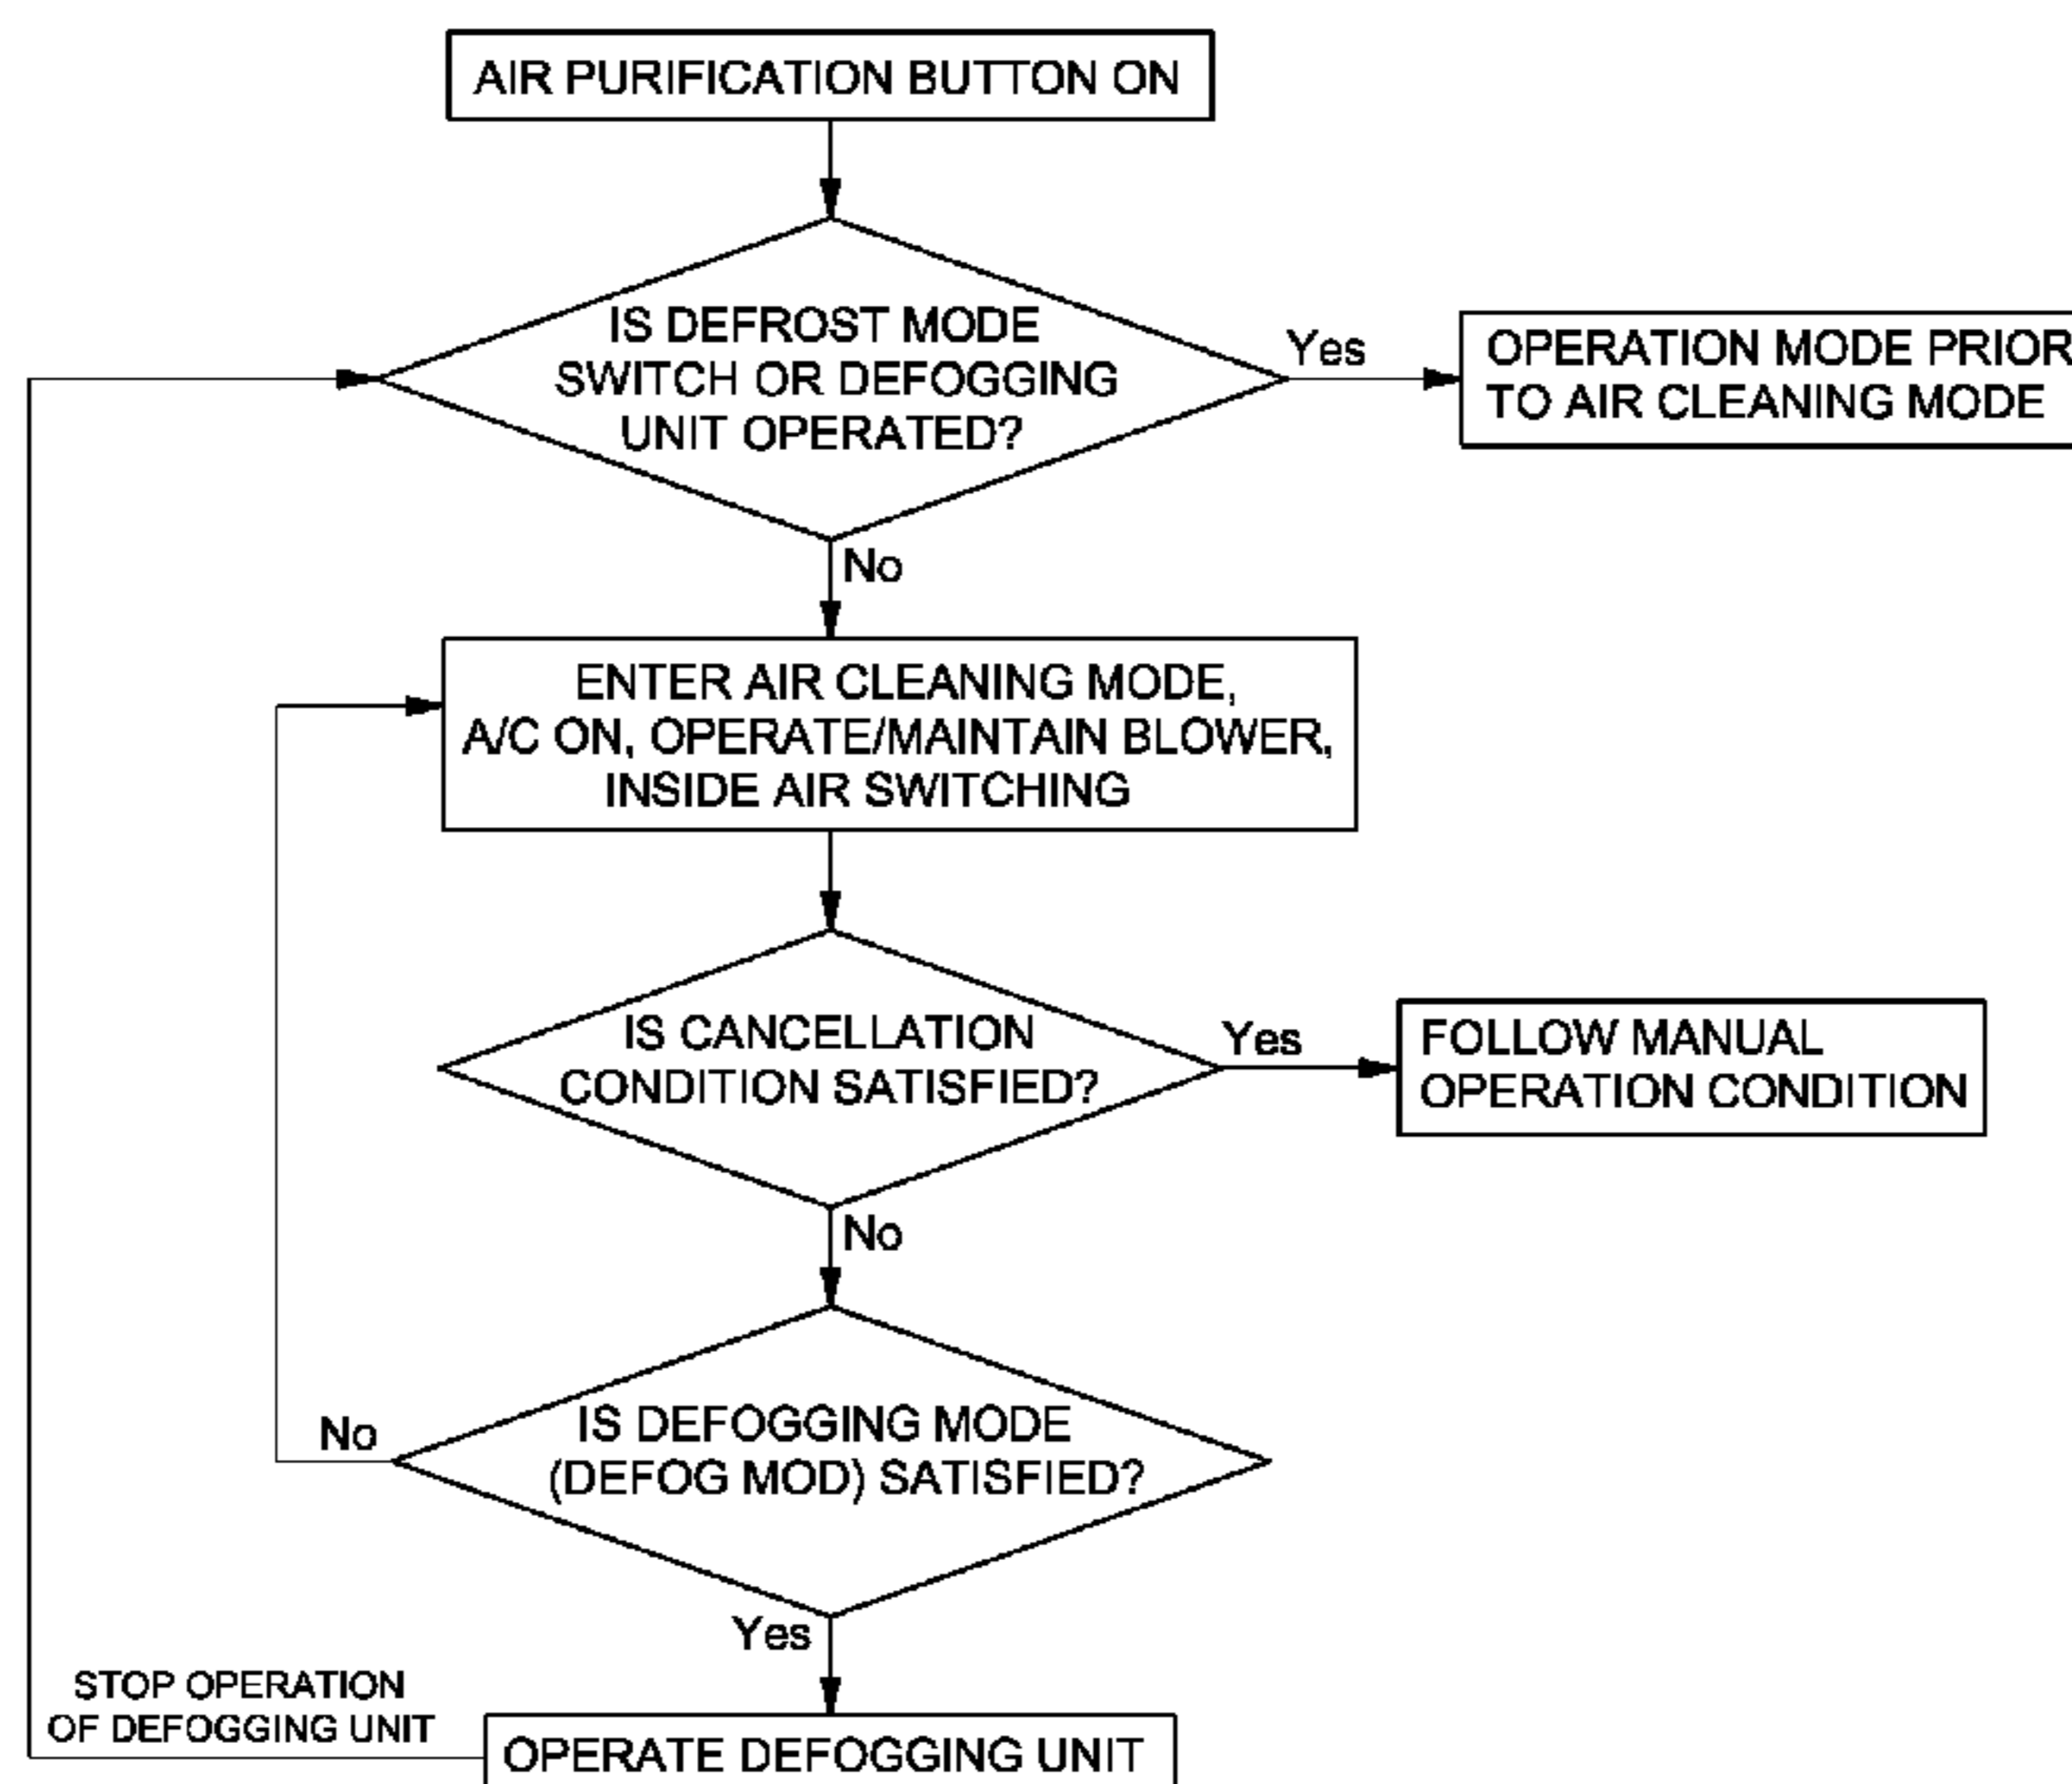 AIR PURIFICATION BUTTON ON
IS DEFROST MODE
SWITCH OR DEFOGGING
UNIT OPERATED?
Yes
OPERATION MODE PRIOR
TO AIR CLEANING MODE
No
ENTER AIR CLEANING MODE,
A/C ON, OPERATE/MAINTAIN BLOWER,
INSIDE AIR SWITCHING
IS CANCELLATION
CONDITION SATISFIED?
Yes
FOLLOW MANUAL
OPERATION CONDITION
No
IS DEFOGGING MODE
(DEFOG MOD) SATISFIED?
No
Yes
STOP OPERATION
OF DEFOGGING UNIT
OPERATE DEFOGGING UNIT